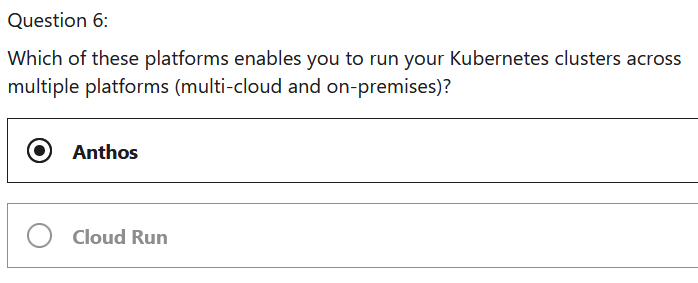 Question 6:
Which of these platforms enables you to run your Kubernetes clusters across
multiple platforms (multi-cloud and on-premises)?
Anthos
Cloud Run